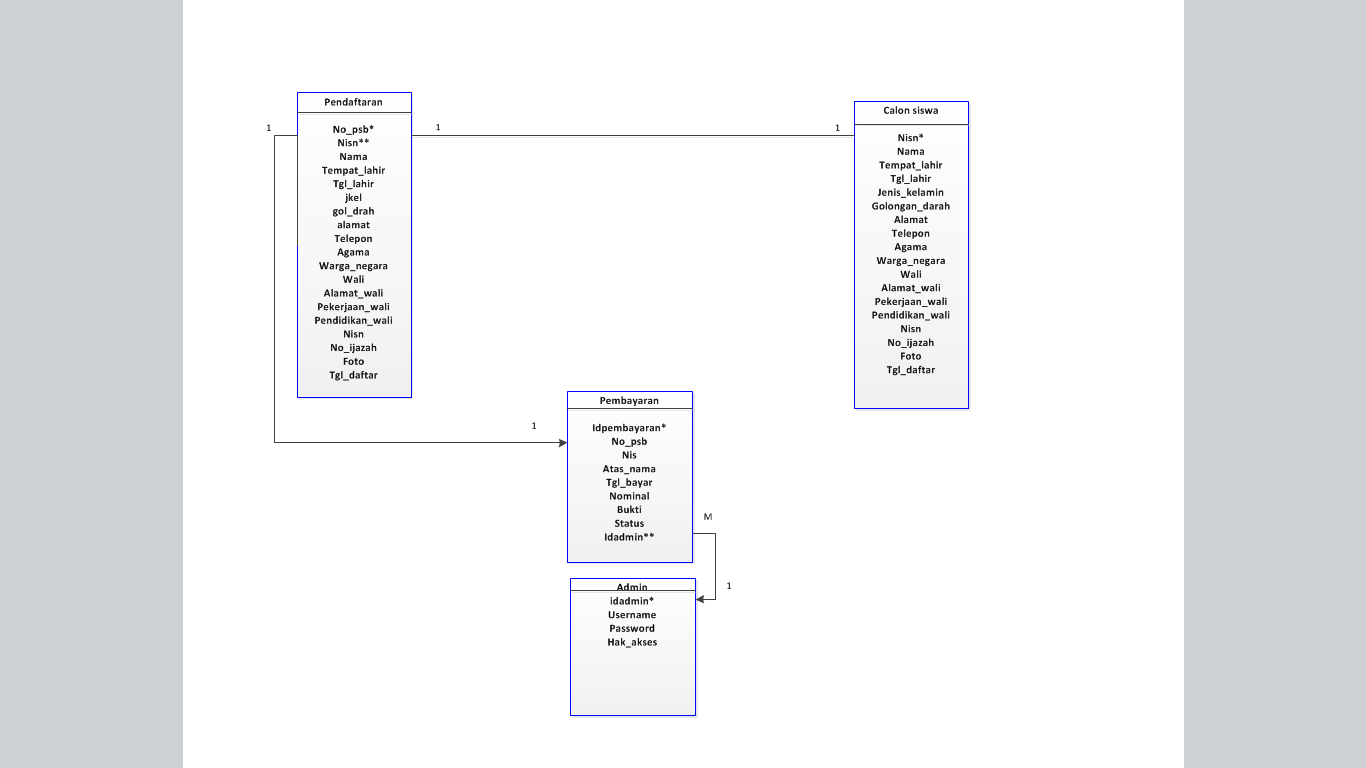 Pendaftaran
No_psb*
Nisn**
Nama
Tempat_lahir
Tgl_lahir
jkel
gol_drah
alamat
Telepon
Agama
Warga_negara
Wali
Alamat_wali
Pekerjaan_wali
Pendidikan_wali
Nisn
No_ijazah
Foto
Tgl_daftar
1
1
1
Calon siswa
Nisn*
Nama
Tempat_lahir
Tgl_lahir
Jenis_kelamin
Golongan_darah
Alamat
Telepon
Agama
Warga_negara
Wali
Alamat_wali
Pekerjaan_wali
Pendidikan_wali
Nisn
No_ijazah
Foto
Tgl_daftar
1
Pembayaran
Idpembayaran*
No_psb
Nis
Atas_nama
Tgl_bayar
Nominal
Bukti
Status
Idadmin**
M
1
Admin
idadmin*
Username
Password
Hak_akses